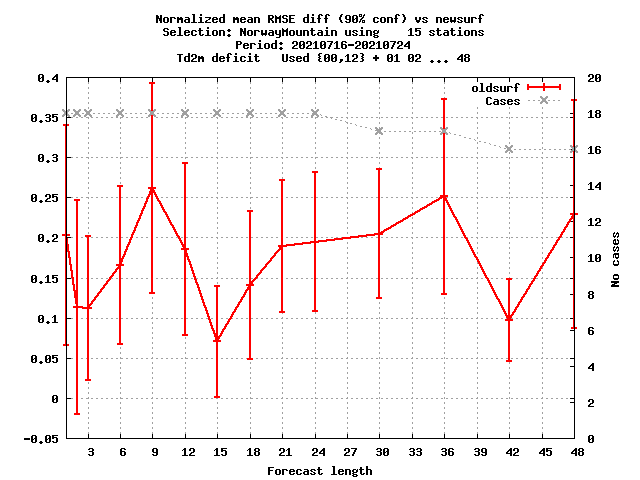 Normalized mean RMSE diff (90% conf) vs newsurf
Selection: NorwayMountain using    15 stations
Period: 20210716-20210724
Td2m deficit   Used {00,12} + 01 02 ... 48
oldsurf
Cases
0.4
0.35
0.3
0.25
0.2
0.15
0.1
0.05
0
-0.05
20
18
16
14
12
10
8
6
4
2
0
No cases
3 6 9 12 15 18 21 24 27 30 33 36 39 42 45 48
Forecast length